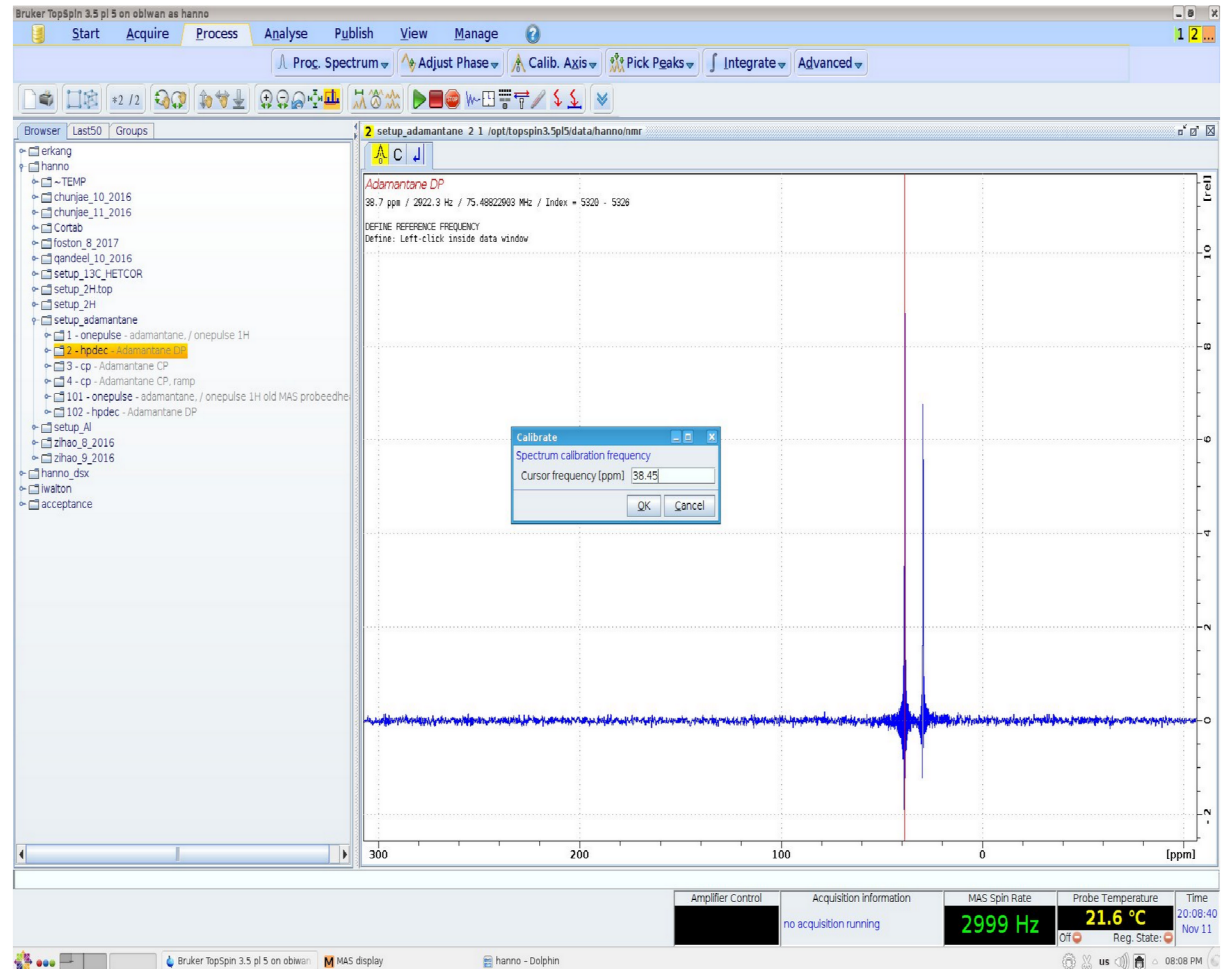 Bruker TopSpin 3.5 pl 5 on obiwan as hanno
Start Acquire Process Analyse Publish View Manage
1 2 ...
Proc. Spectrum Adjust Phase Calib. Axis Pick Peaks Integrate Advanced
*2 /2
Browser Last50 Groups
2 setup_adamantane 2 1 /opt/topspin3.5pl5/data/hanno/nmr
C
erkang
hanno
~TEMP
chunjae_10_2016
chunjae_11_2016
Cortab
foston_8_2017
qandeel_10_2016
setup_13C_HETCOR
setup_2H.top
setup_2H
setup_adamantane
1 - onepulse - adamantane, / onepulse 1H
2 - hpdec - Adamantane DP
3 - cp - Adamantane CP
4 - cp - Adamantane CP, ramp
101 - onepulse - adamantane, / onepulse 1H old MAS probeedhe
102 - hpdec - Adamantane DP
setup_Al
zihao_8_2016
zihao_9_2016
hanno_dsx
lwalton
acceptance
Adamantane DP
38.7 ppm / 2922.3 Hz / 75.48822903 MHz / Index = 5320 - 5326
DEFINE REFERENCE FREQUENCY
Define: Left-click inside data window
[rel]
10
8
6
4
2
0
-2
Calibrate
Spectrum calibration frequency
Cursor frequency [ppm] 38.45
OK Cancel
300 200 100 0 [ppm]
Amplifier Control Acquisition information MAS Spin Rate Probe Temperature Time
no acquisition running
2999 Hz
21.6 °C
Off Reg. State:
20:08:40
Nov 11
Bruker TopSpin 3.5 pl 5 on obiwan M MAS display hanno - Dolphin us 08:08 PM